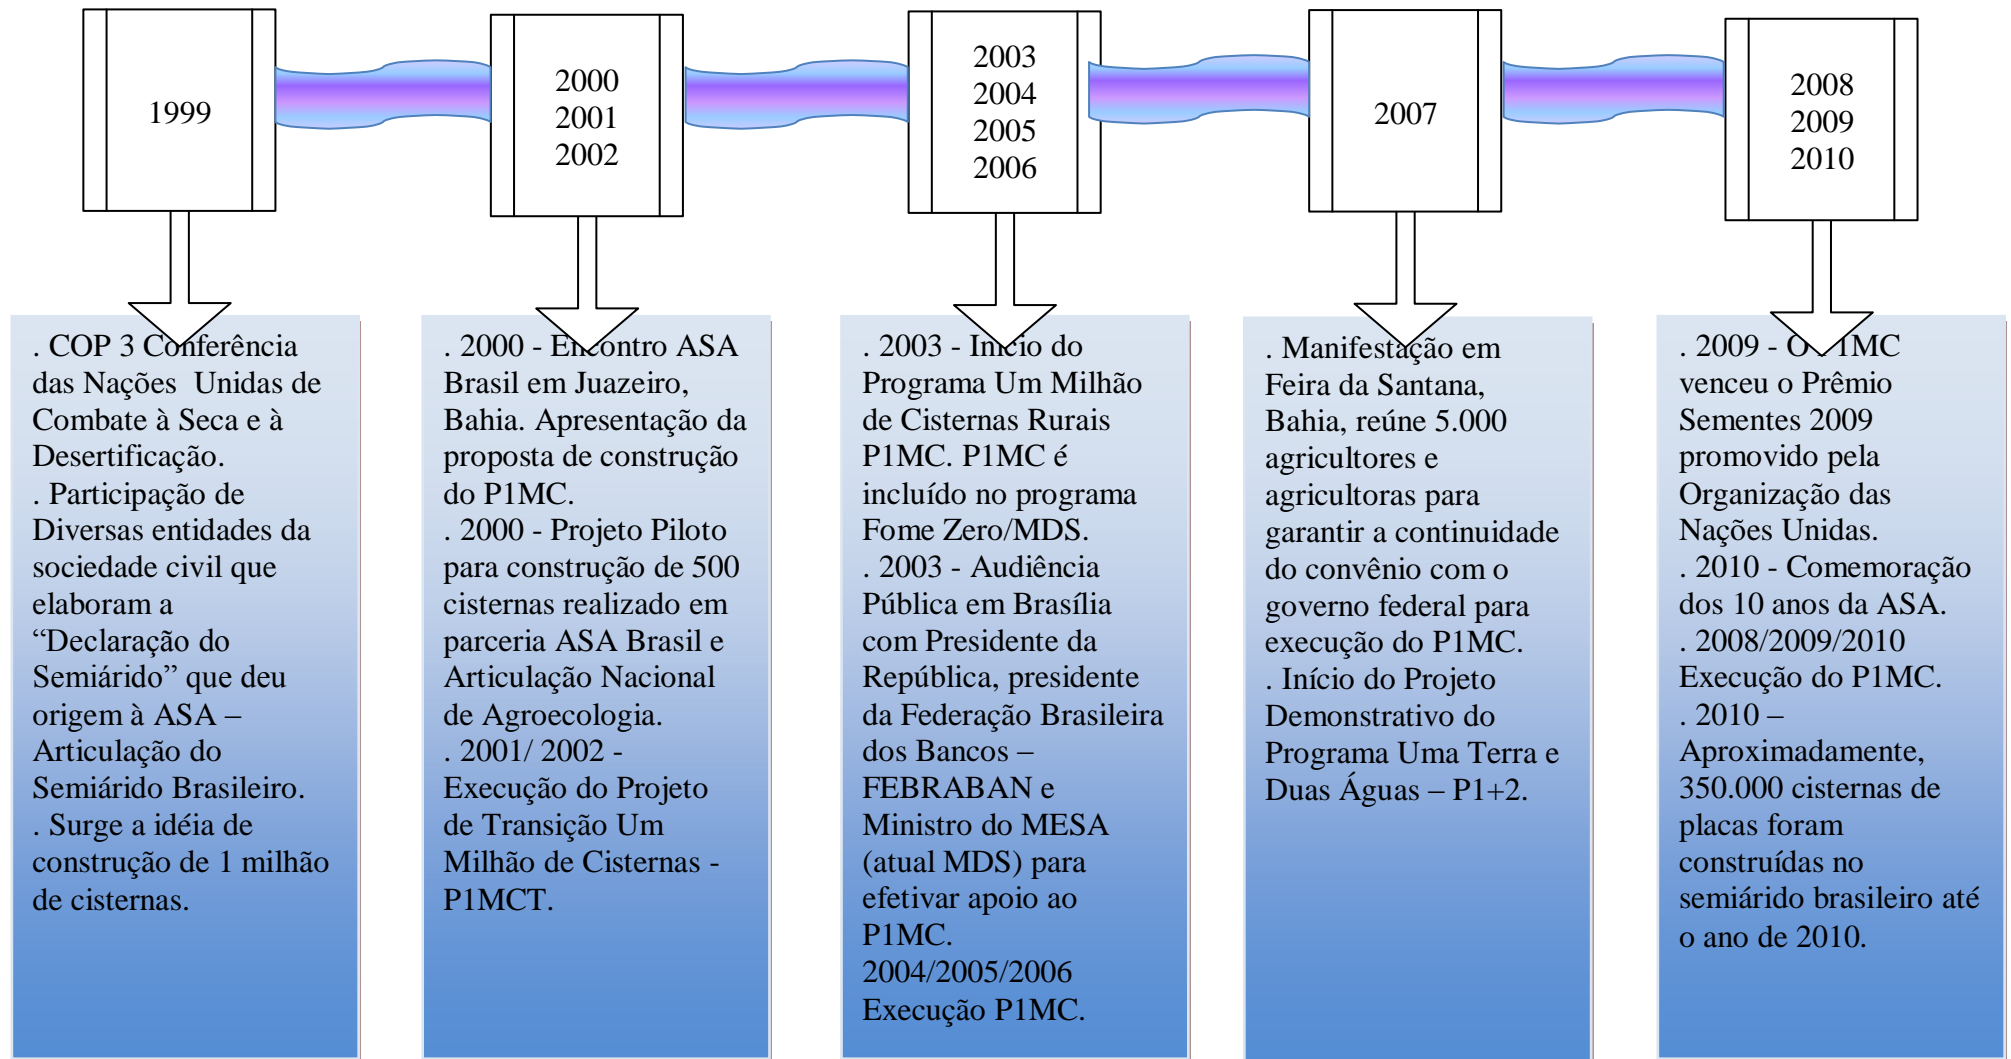 1999
2000
2001
2002
2003
2004
2005
2006
2007
2008
2009
2010
. COP 3 Conferência
das Nações Unidas de
Combate à Seca e à
Desertificação.
. Participação de
Diversas entidades da
sociedade civil que
elaboram a
“Declaração do
Semiárido” que deu
origem à ASA –
Articulação do
Semiárido Brasileiro.
. Surge a idéia de
construção de 1 milhão
de cisternas.
. 2000 - Encontro ASA
Brasil em Juazeiro,
Bahia. Apresentação da
proposta de construção
do P1MC.
. 2000 - Projeto Piloto
para construção de 500
cisternas realizado em
parceria ASA Brasil e
Articulação Nacional
de Agroecologia.
. 2001/ 2002 -
Execução do Projeto
de Transição Um
Milhão de Cisternas -
P1MCT.
. 2003 - Início do
Programa Um Milhão
de Cisternas Rurais
P1MC. P1MC é
incluído no programa
Fome Zero/MDS.
. 2003 - Audiência
Pública em Brasília
com Presidente da
República, presidente
da Federação Brasileira
dos Bancos –
FEBRABAN e
Ministro do MESA
(atual MDS) para
efetivar apoio ao
P1MC.
2004/2005/2006
Execução P1MC.
. Manifestação em
Feira da Santana,
Bahia, reúne 5.000
agricultores e
agricultoras para
garantir a continuidade
do convênio com o
governo federal para
execução do P1MC.
. Início do Projeto
Demonstrativo do
Programa Uma Terra e
Duas Águas – P1+2.
. 2009 - O P1MC
venceu o Prêmio
Sementes 2009
promovido pela
Organização das
Nações Unidas.
. 2010 - Comemoração
dos 10 anos da ASA.
. 2008/2009/2010
Execução do P1MC.
. 2010 –
Aproximadamente,
350.000 cisternas de
placas foram
construídas no
semiárido brasileiro até
o ano de 2010.